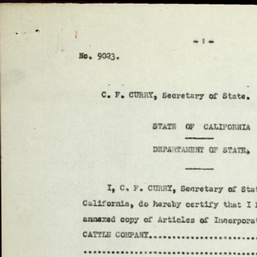 - 1 -
No. 9023.
C. F. CURRY, Secretary of State.
STATE OF CALIFORNIA
DEPARTAMENT OF STATE.
I, C. F. CURRY, Secretary of Stat
California, do hereby certify that I h
annexed copy of Articles of Incorporat
CATTLE COMPANY........................
......................................